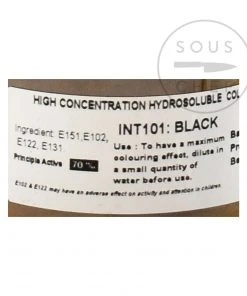 SOUS
HIGH CONCENTRATION HYDROSOLUBLE
Ingredient: E151,E102,
E122, E131
Principle Active 70 %
INT101: BLACK
Use : To have a maximum
colouring effect, dilute in
a small quantity of
water before use.
E102 & E122 may have an adverse effect on activity and attention in children.